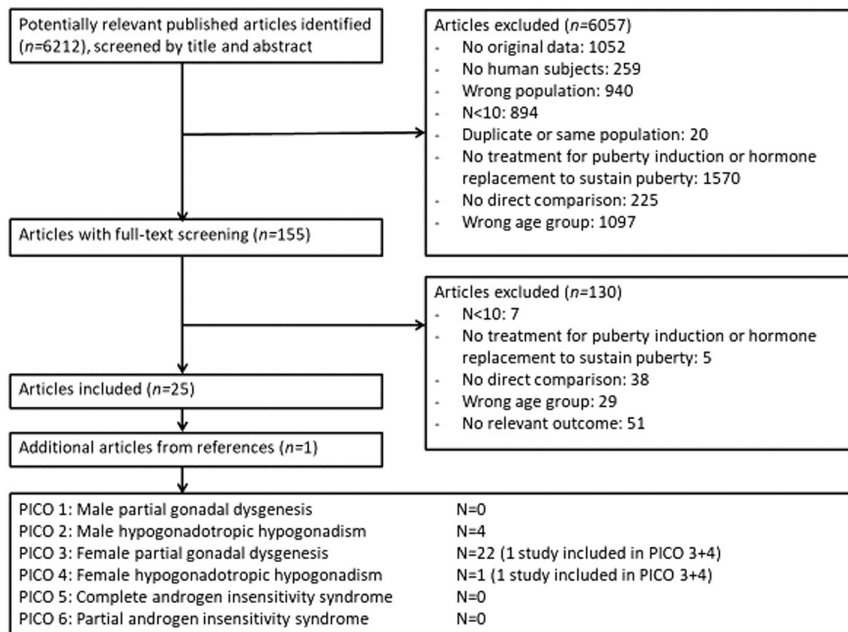 Potentially relevant published articles identified
(n=6212), screened by title and abstract
Articles excluded (n=6057)
- No original data: 1052
- No human subjects: 259
- Wrong population: 940
- N<10: 894
- Duplicate or same population: 20
- No treatment for puberty induction or hormone
replacement to sustain puberty: 1570
- No direct comparison: 225
- Wrong age group: 1097
Articles with full-text screening (n=155)
Articles excluded (n=130)
- N<10: 7
- No treatment for puberty induction or hormone
replacement to sustain puberty: 5
- No direct comparison: 38
- Wrong age group: 29
- No relevant outcome: 51
Articles included (n=25)
Additional articles from references (n=1)
PICO 1: Male partial gonadal dysgenesis N=0
PICO 2: Male hypogonadotropic hypogonadism N=4
PICO 3: Female partial gonadal dysgenesis N=22 (1 study included in PICO 3+4)
PICO 4: Female hypogonadotropic hypogonadism N=1 (1 study included in PICO 3+4)
PICO 5: Complete androgen insensitivity syndrome N=0
PICO 6: Partial androgen insensitivity syndrome N=0